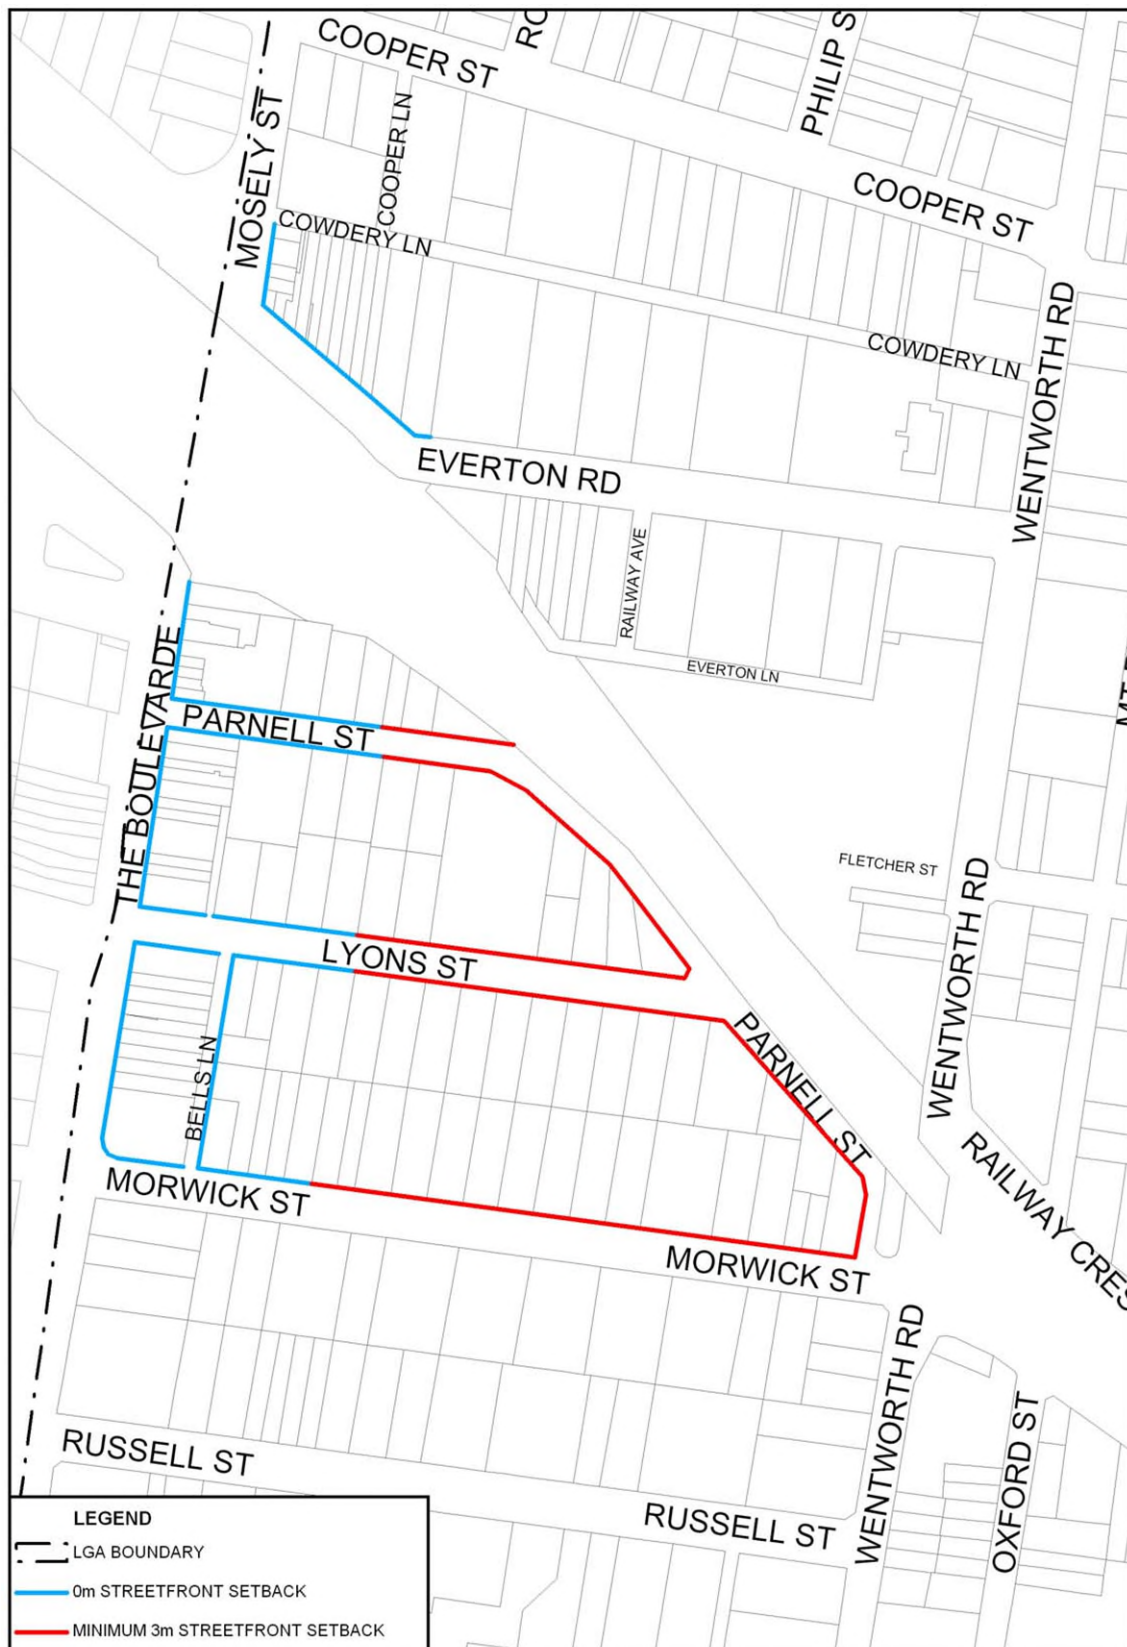 COOPER ST
RO
PHILIP S
MOSELY ST
COOPER LN
COOPER ST
COWDERY LN
WENTWORTH RD
COWDERY LN
EVERTON RD
RAILWAY AVE
EVERTON LN
THE BOULEVARDE
PARNELL ST
FLETCHER ST
WENTWORTH RD
LYONS ST
PARNELL ST
BELLS LN
RAILWAY CRES
MORWICK ST
MORWICK ST
WENTWORTH RD
OXFORD ST
RUSSELL ST
RUSSELL ST
LEGEND
LGA BOUNDARY
0m STREETFRONT SETBACK
MINIMUM 3m STREETFRONT SETBACK